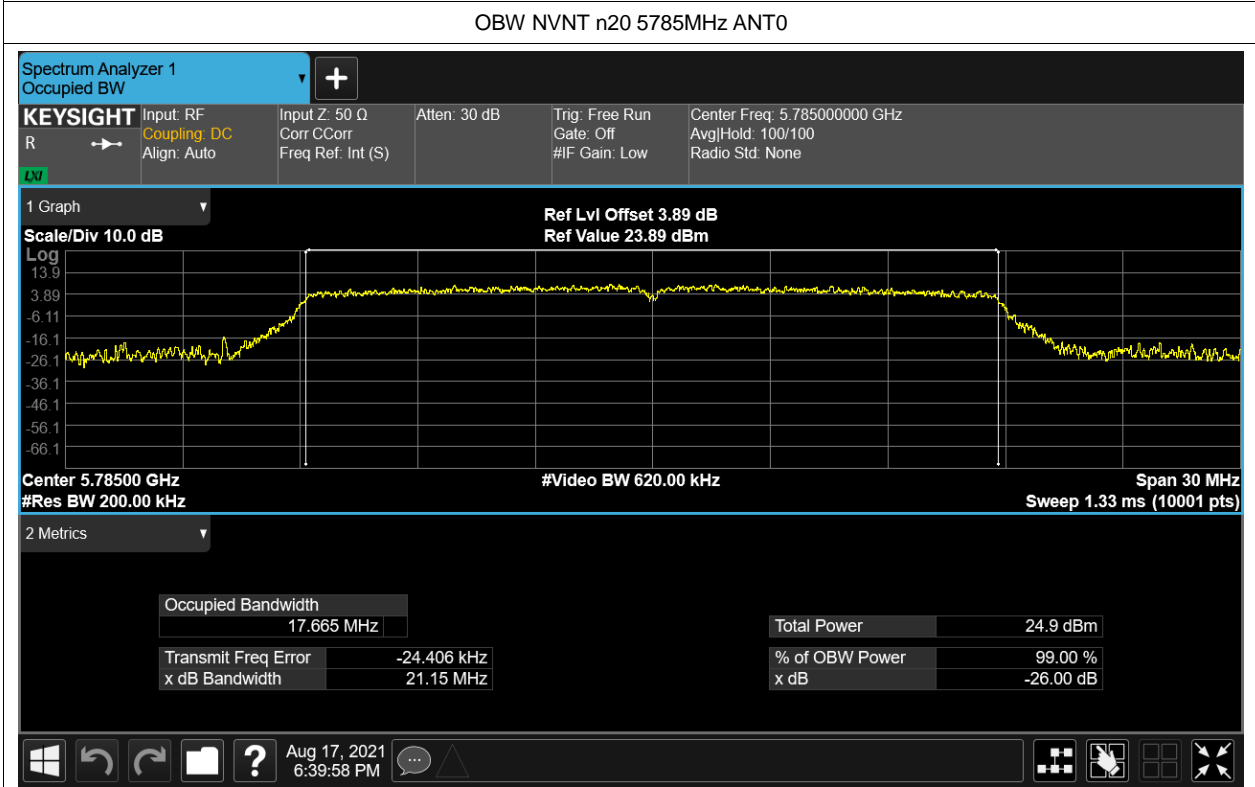 OBW NVNT n20 5785MHz ANT0
Spectrum Analyzer 1
Occupied BW
KEYSIGHT
R
LXI
Input: RF
Coupling: DC
Align: Auto
Input Z: 50 Ω
Corr CCorr
Freq Ref: Int (S)
Atten: 30 dB
Trig: Free Run
Gate: Off
#IF Gain: Low
Center Freq: 5.785000000 GHz
Avg|Hold: 100/100
Radio Std: None
1 Graph
Scale/Div 10.0 dB
Ref Lvl Offset 3.89 dB
Ref Value 23.89 dBm
Log
13.9
3.89
-6.11
-16.1
-26.1
-36.1
-46.1
-56.1
-66.1
Center 5.78500 GHz
#Video BW 620.00 kHz
Span 30 MHz
#Res BW 200.00 kHz
Sweep 1.33 ms (10001 pts)
2 Metrics
Occupied Bandwidth
17.665 MHz
Transmit Freq Error -24.406 kHz
x dB Bandwidth 21.15 MHz
Total Power 24.9 dBm
% of OBW Power 99.00 %
x dB -26.00 dB
Aug 17, 2021
6:39:58 PM